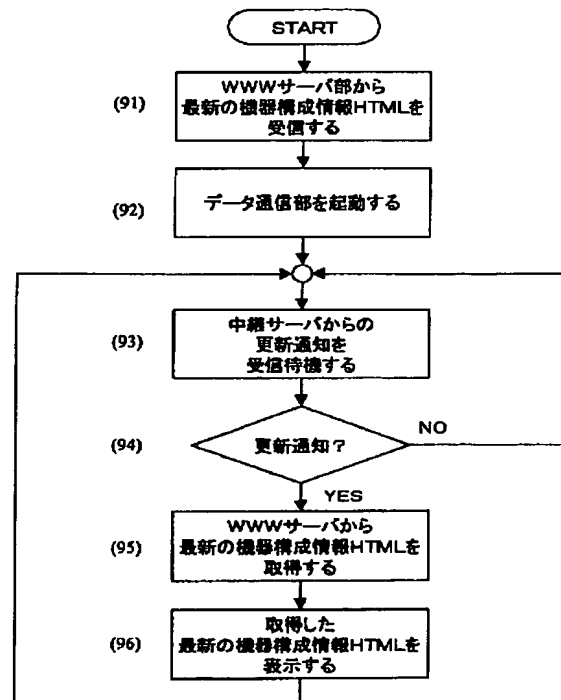 START
(91)
WWWサーバ部から
最新の機器構成情報HTMLを
受信する
(92)
データ通信部を起動する
(93)
中継サーバからの
更新通知を
受信待機する
(94)
更新通知？
NO
YES
(95)
WWWサーバから
最新の機器構成情報HTMLを
取得する
(96)
取得した
最新の機器構成情報HTMLを
表示する